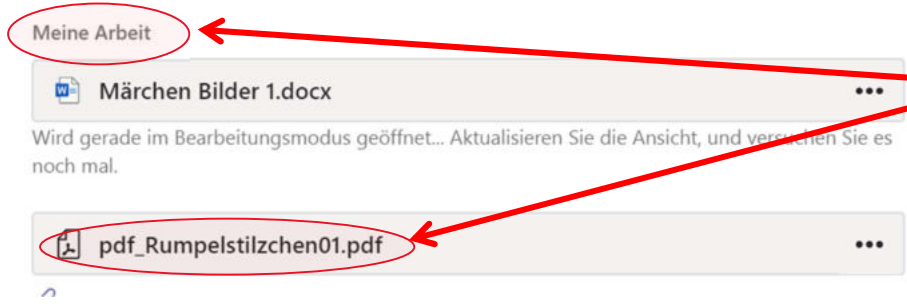 Meine Arbeit
Märchen Bilder 1.docx
Wird gerade im Bearbeitungsmodus geöffnet... Aktualisieren Sie die Ansicht, und versuchen Sie es
noch mal.
pdf_Rumpelstilzchen01.pdf